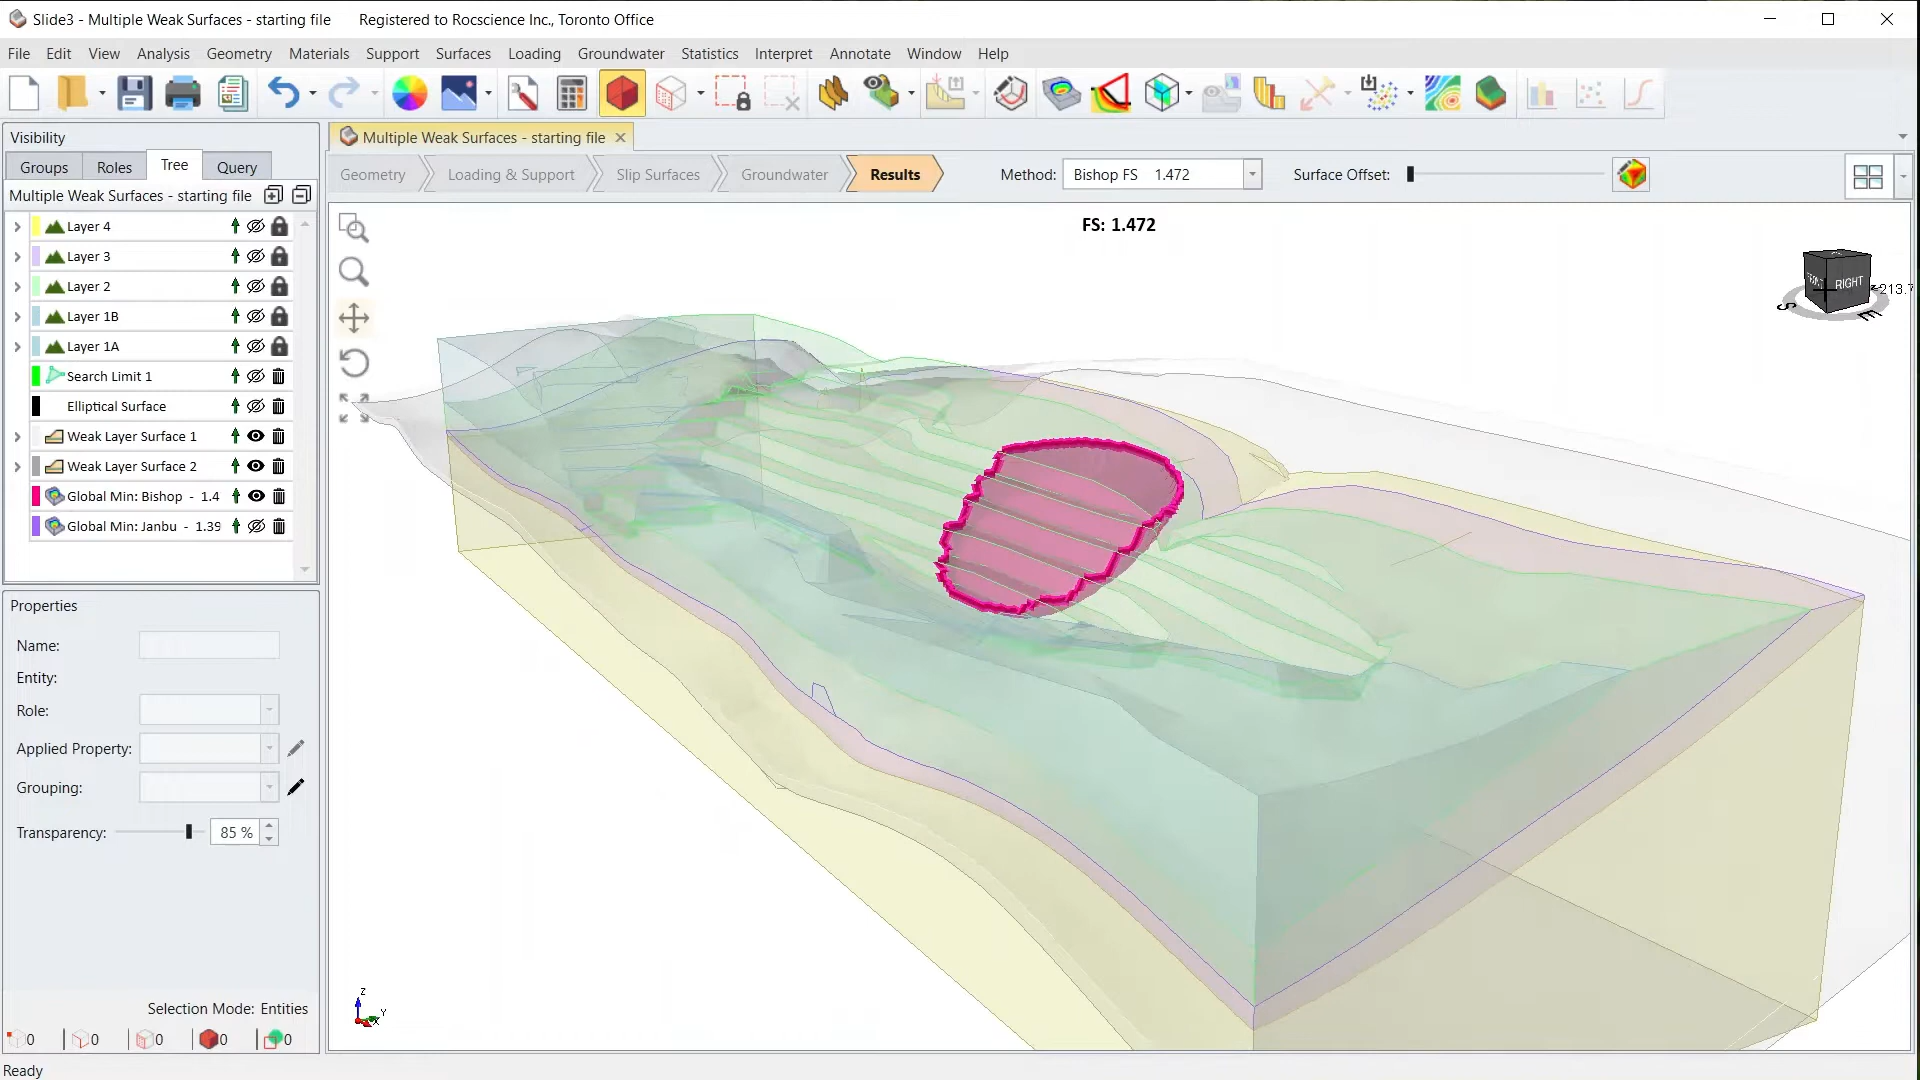 Slide3 - Multiple Weak Surfaces - starting file Registered to Rocscience Inc., Toronto Office
File Edit View Analysis Geometry Materials Support Surfaces Loading Groundwater Statistics Interpret Annotate Window Help
Visibility
Multiple Weak Surfaces - starting file
Groups Roles Tree Query
Geometry Loading & Support Slip Surfaces Groundwater Results Method: Bishop FS 1.472 Surface Offset:
Multiple Weak Surfaces - starting file
Layer 4
Layer 3
Layer 2
Layer 1B
Layer 1A
Search Limit 1
Elliptical Surface
Weak Layer Surface 1
Weak Layer Surface 2
Global Min: Bishop - 1.4
Global Min: Janbu - 1.39
FS: 1.472
RIGHT
S
E
Properties
Name:
Entity:
Role:
Applied Property:
Grouping:
Transparency: 85 %
Z
Y
X
Selection Mode: Entities
0 0 0 0 0
Ready